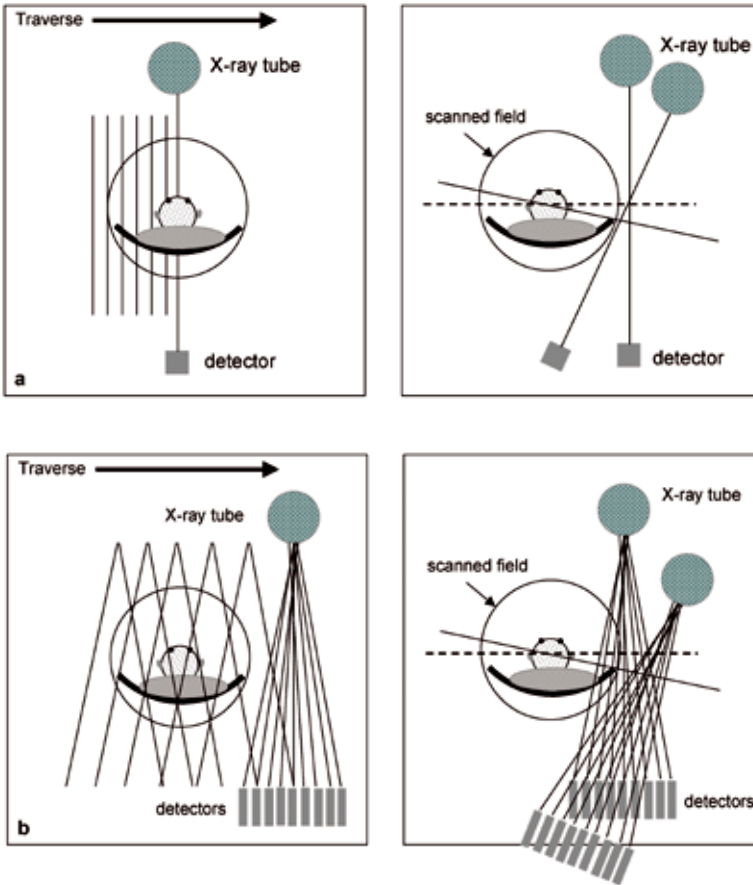 Traverse
X-ray tube
detector
a
X-ray tube
scanned field
detector
Traverse
X-ray tube
detectors
b
X-ray tube
scanned field
detectors